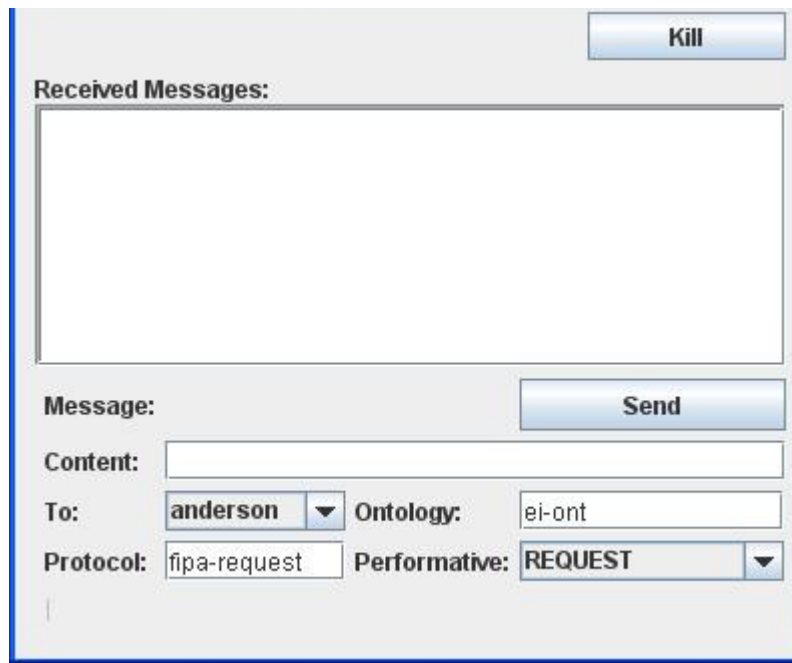 Kill
Received Messages:
Message:
Send
Content:
To: anderson Ontology: ei-ont
Protocol: fipa-request Performative: REQUEST